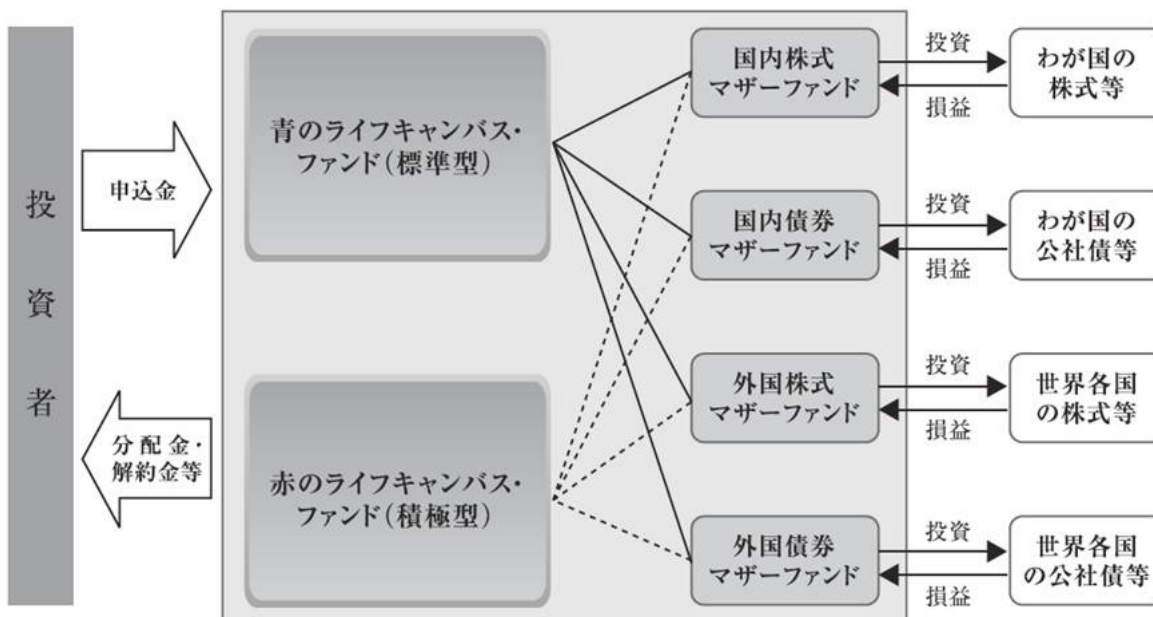 投資者
申込金
分配金・
解約金等
青のライフキャンバス・
ファンド（標準型）
赤のライフキャンバス・
ファンド（積極型）
国内株式
マザーファンド
投資
損益
わが国の
株式等
国内債券
マザーファンド
投資
損益
わが国の
公社債等
外国株式
マザーファンド
投資
損益
世界各国
の株式等
外国債券
マザーファンド
投資
損益
世界各国
の公社債等